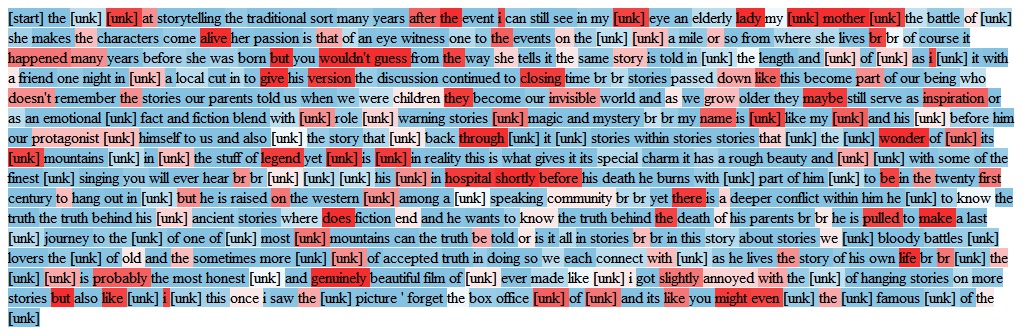 [start] the [unk] [unk] at storytelling the traditional sort many years after the event i can still see in my [unk] eye an elderly lady my [unk] mother [unk] the battle of [unk]
she makes the characters come alive her passion is that of an eye witness one to the events on the [unk] [unk] a mile or so from where she lives br br of course it
happened many years before she was born but you wouldn't guess from the way she tells it the same story is told in [unk] the length and [unk] of [unk] as i [unk] it with
a friend one night in [unk] a local cut in to give his version the discussion continued to closing time br br stories passed down like this become part of our being who
doesn't remember the stories our parents told us when we were children they become our invisible world and as we grow older they maybe still serve as inspiration or
as an emotional [unk] fact and fiction blend with [unk] role [unk] warning stories [unk] magic and mystery br br my name is [unk] like my [unk] and his [unk] before him
our protagonist [unk] himself to us and also [unk] the story that [unk] back through [unk] it [unk] stories within stories stories that [unk] the [unk] wonder of [unk] its
[unk] mountains [unk] in [unk] the stuff of legend yet [unk] is [unk] in reality this is what gives it its special charm it has a rough beauty and [unk] [unk] with some of the
finest [unk] singing you will ever hear br br [unk] [unk] [unk] his [unk] in hospital shortly before his death he burns with [unk] part of him [unk] to be in the twenty first
century to hang out in [unk] but he is raised on the western [unk] among a [unk] speaking community br br yet there is a deeper conflict within him he [unk] to know the
truth the truth behind his [unk] ancient stories where does fiction end and he wants to know the truth behind the death of his parents br br he is pulled to make a last
[unk] journey to the [unk] of one of [unk] most [unk] mountains can the truth be told or is it all in stories br br in this story about stories we [unk] bloody battles [unk]
lovers the [unk] of old and the sometimes more [unk] [unk] of accepted truth in doing so we each connect with [unk] as he lives the story of his own life br br [unk] the
[unk] [unk] is probably the most honest [unk] and genuinely beautiful film of [unk] ever made like [unk] i got slightly annoyed with the [unk] of hanging stories on more
stories but also like [unk] i [unk] this once i saw the [unk] picture ' forget the box office [unk] of [unk] and its like you might even [unk] the [unk] famous [unk] of the
[unk]